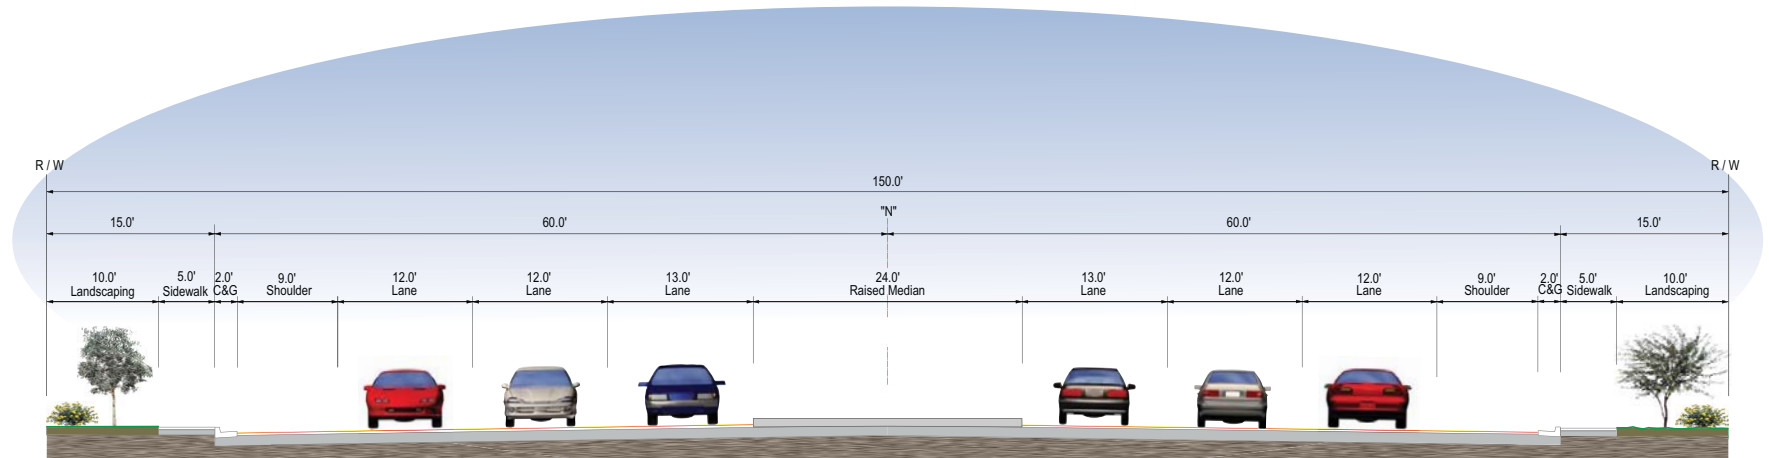 R / W
R / W
150.0'
"N"
15.0'
60.0'
60.0'
15.0'
10.0'
Landscaping
5.0'
Sidewalk
2.0'
C&G
9.0'
Shoulder
12.0'
Lane
12.0'
Lane
13.0'
Lane
24.0'
Raised Median
13.0'
Lane
12.0'
Lane
12.0'
Lane
9.0'
Shoulder
2.0'
C&G
5.0'
Sidewalk
10.0'
Landscaping